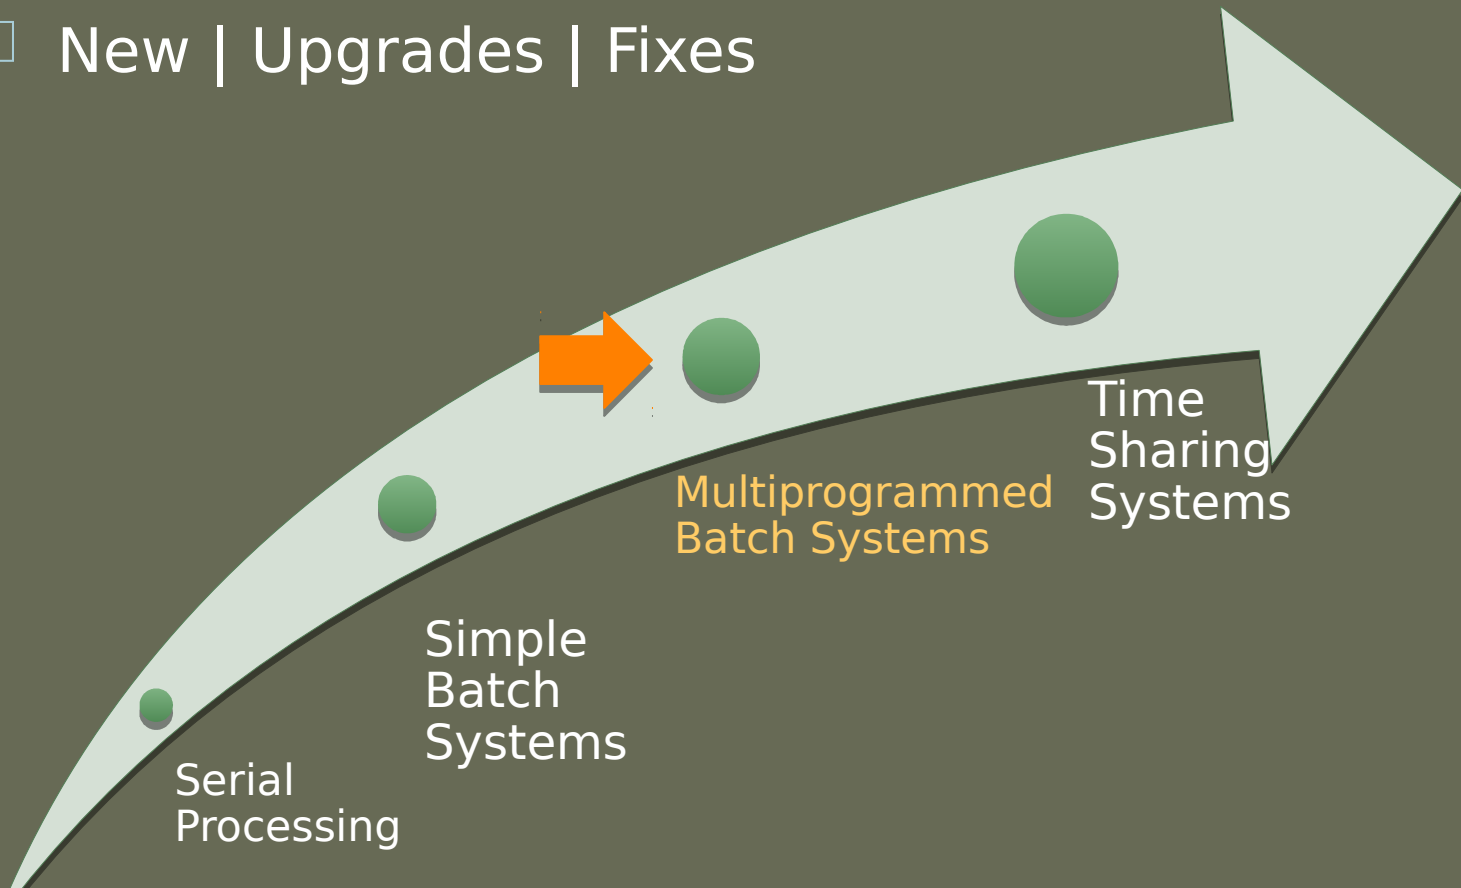 New | Upgrades | Fixes
Serial
Processing
Simple
Batch
Systems
Multiprogrammed
Batch Systems
Time
Sharing
Systems